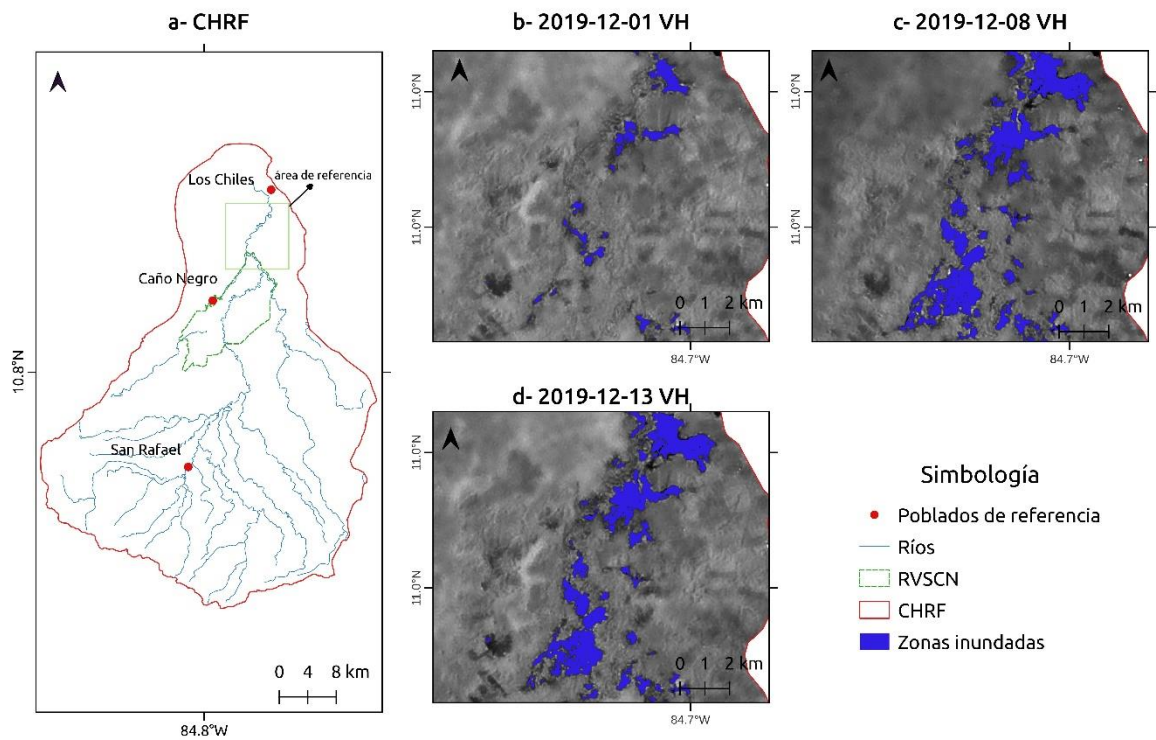 a- CHRF
Los Chiles
área de referencia
Caño Negro
10.8°N
San Rafael
0 4 8 km
84.8°W
b- 2019-12-01 VH
11.0°N
11.0°N
0 1 2 km
84.7°W
c- 2019-12-08 VH
11.0°N
11.0°N
0 1 2 km
84.7°W
d- 2019-12-13 VH
11.0°N
11.0°N
0 1 2 km
84.7°W
Simbología
Poblados de referencia
Ríos
RVSCN
CHRF
Zonas inundadas